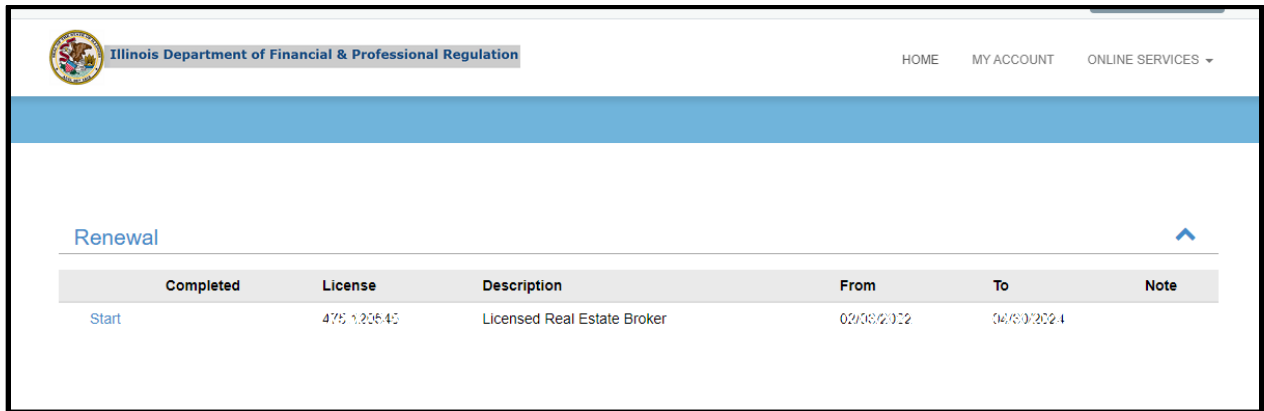 Illinois Department of Financial & Professional Regulation
HOME MY ACCOUNT ONLINE SERVICES
Renewal
Completed License Description From To Note
Start Licensed Real Estate Broker